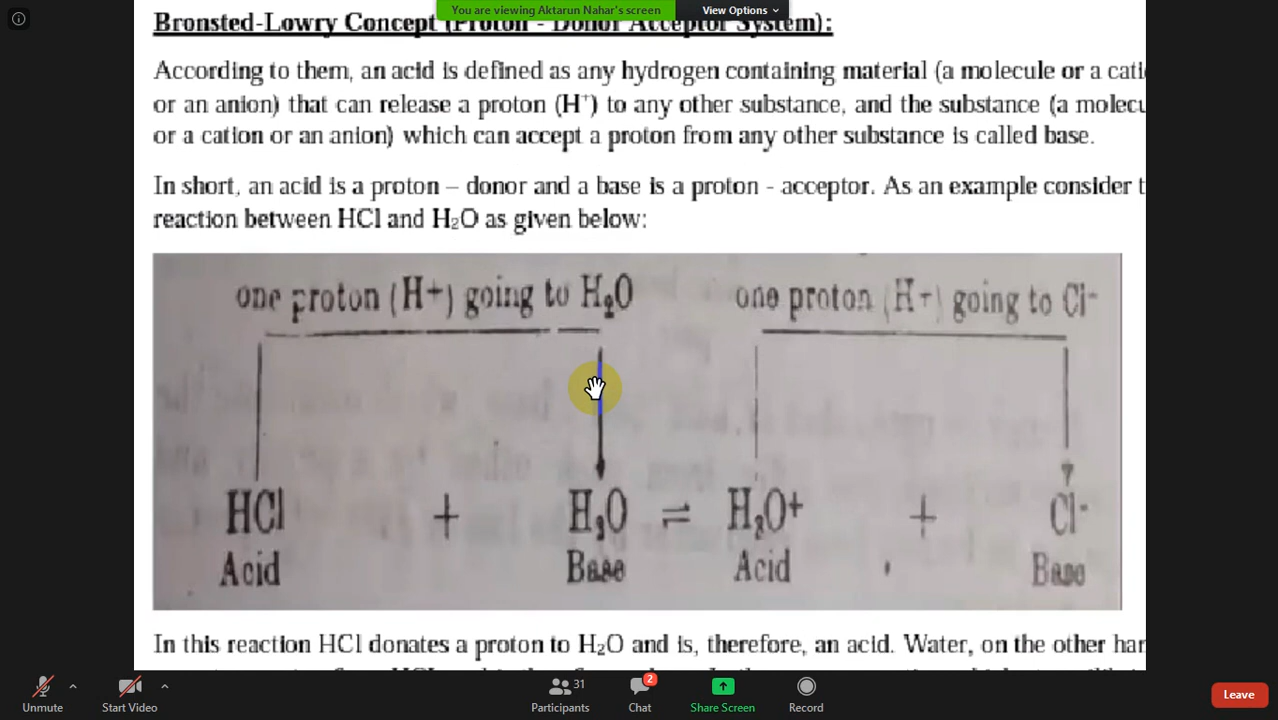 You are viewing Aktarun Nahar's screen
View Options
Bronsted-Lowry Concept (Proton - Donor Acceptor System):
According to them, an acid is defined as any hydrogen containing material (a molecule or a cati
or an anion) that can release a proton (H⁺) to any other substance, and the substance (a molecu
or a cation or an anion) which can accept a proton from any other substance is called base.
In short, an acid is a proton – donor and a base is a proton - acceptor. As an example consider t
reaction between HCl and H₂O as given below:
one proton (H+) going to H₂O one proton (H+) going to Cl-
HCl + H₂O ⇌ H₃O+ + Cl-
Acid Base Acid Base
In this reaction HCl donates a proton to H₂O and is, therefore, an acid. Water, on the other har
31
2
Unmute Start Video Participants Chat Share Screen Record Leave